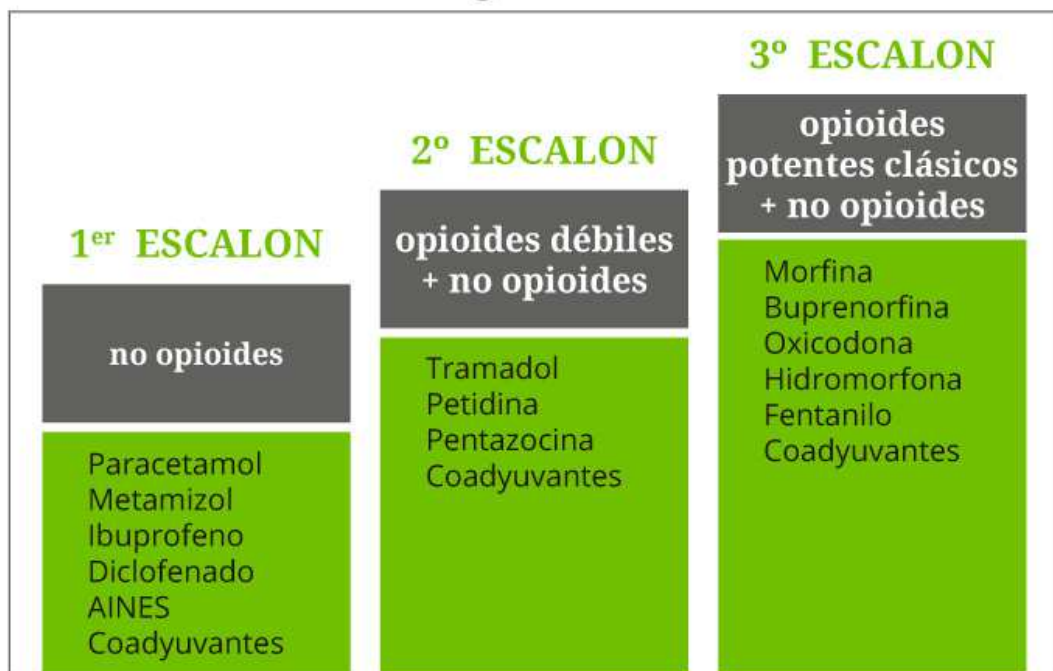 1er ESCALON
no opioides
Paracetamol
Metamizol
Ibuprofeno
Diclofenado
AINES
Coadyuvantes
2º ESCALON
opioides débiles
+ no opioides
Tramadol
Petidina
Pentazocina
Coadyuvantes
3º ESCALON
opioides
potentes clásicos
+ no opioides
Morfina
Buprenorfina
Oxicodona
Hidromorfona
Fentanilo
Coadyuvantes